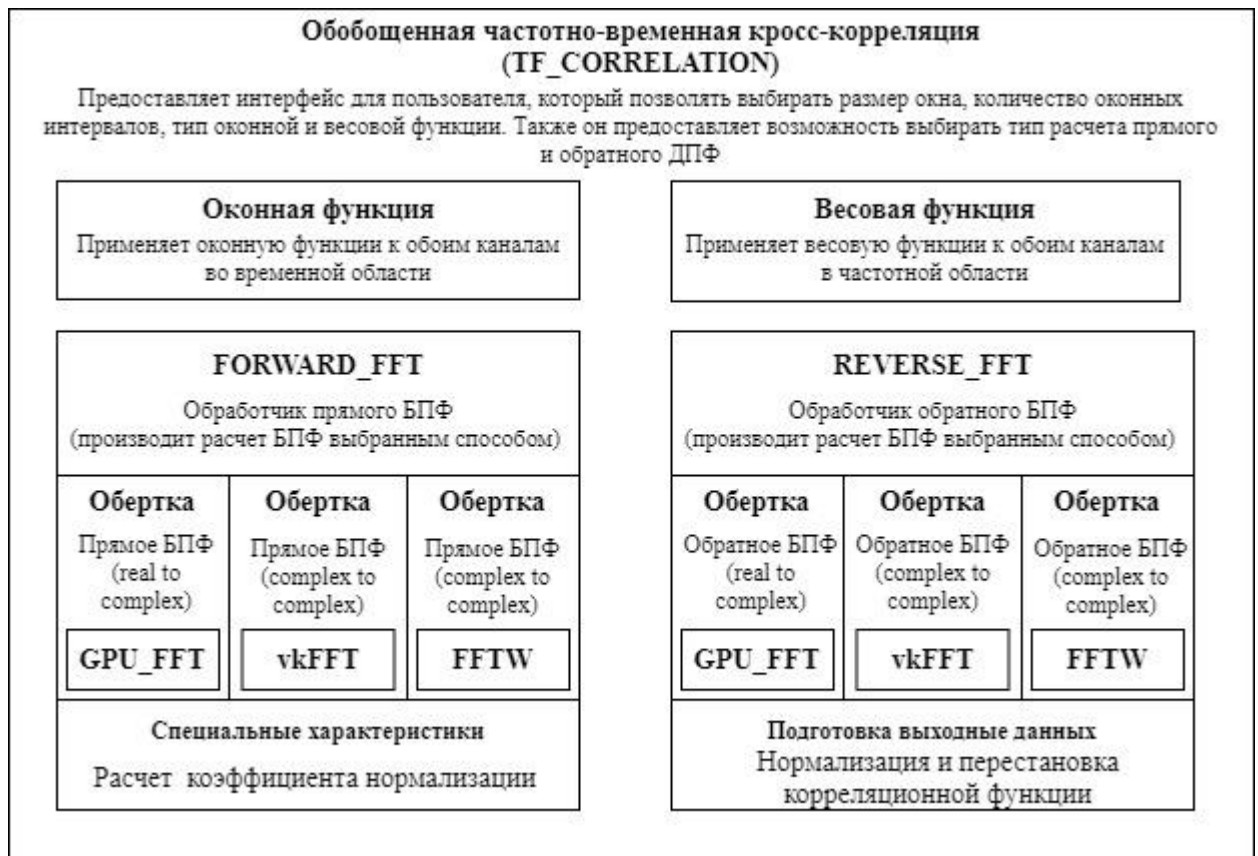 Обобщенная частотно-временная кросс-корреляция
(TF_CORRELATION)
Предоставляет интерфейс для пользователя, который позволять выбирать размер окна, количество оконных
интервалов, тип оконной и весовой функции. Также он предоставляет возможность выбирать тип расчета прямого
и обратного ДПФ
Оконная функция
Применяет оконную функции к обоим каналам
во временной области
Весовая функция
Применяет весовую функции к обоим каналам
в частотной области
FORWARD_FFT
Обработчик прямого БПФ
(производит расчет БПФ выбранным способом)
Обертка
Прямое БПФ
(real to
complex)
GPU_FFT
Обертка
Прямое БПФ
(complex to
complex)
vkFFT
Обертка
Прямое БПФ
(complex to
complex)
FFTW
Специальные характеристики
Расчет коэффициента нормализации
REVERSE_FFT
Обработчик обратного БПФ
(производит расчет БПФ выбранным способом)
Обертка
Обратное БПФ
(real to
complex)
GPU_FFT
Обертка
Обратное БПФ
(complex to
complex)
vkFFT
Обертка
Обратное БПФ
(complex to
complex)
FFTW
Подготовка выходные данных
Нормализация и перестановка
корреляционной функции